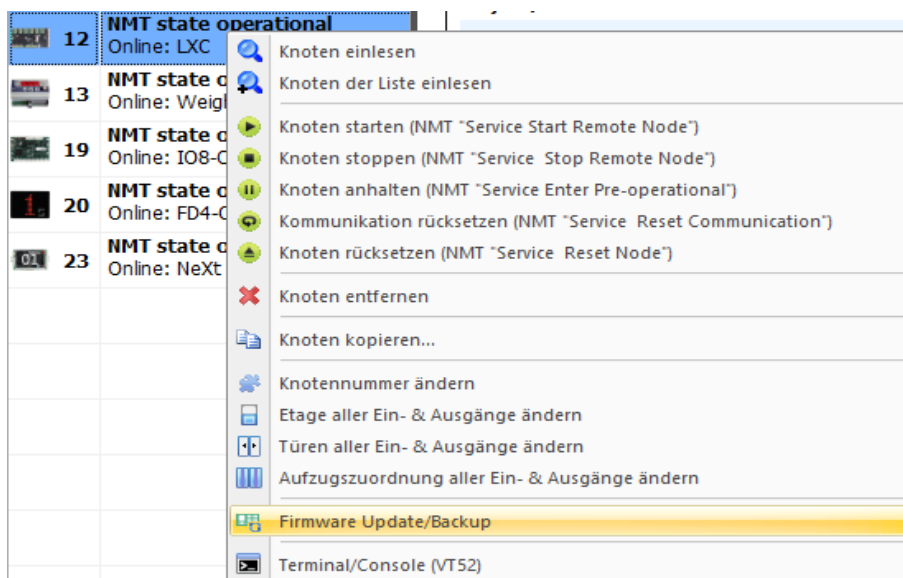 12
NMT state operational
Online: LXC
13
NMT state o
Online: Weigh
19
NMT state o
Online: IO8-C
20
NMT state o
Online: FD4-C
23
NMT state o
Online: NeXt
Knoten einlesen
Knoten der Liste einlesen
Knoten starten (NMT "Service Start Remote Node")
Knoten stoppen (NMT "Service  Stop Remote Node")
Knoten anhalten (NMT "Service Enter Pre-operational")
Kommunikation rücksetzen (NMT "Service  Reset Communication")
Knoten rücksetzen (NMT "Service  Reset Node")
Knoten entfernen
Knoten kopieren...
Knotennummer ändern
Etage aller Ein- & Ausgänge ändern
Türen aller Ein- & Ausgänge ändern
Aufzugszuordnung aller Ein- & Ausgänge ändern
Firmware Update/Backup
Terminal/Console (VT52)